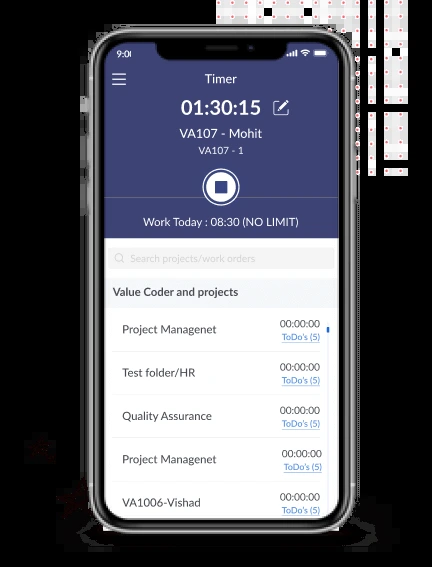 9:0
Timer
01:30:15
VA107 - Mohit
VA107 - 1
Work Today : 08:30 (NO LIMIT)
Search projects/work orders
Value Coder and projects
Project Managenet 00:00:00
ToDo's (5)
Test folder/HR 00:00:00
ToDo's (5)
Quality Assurance 00:00:00
ToDo's (5)
Project Managenet 00:00:00
ToDo's (5)
VA1006-Vishad 00:00:00
ToDo's (5)